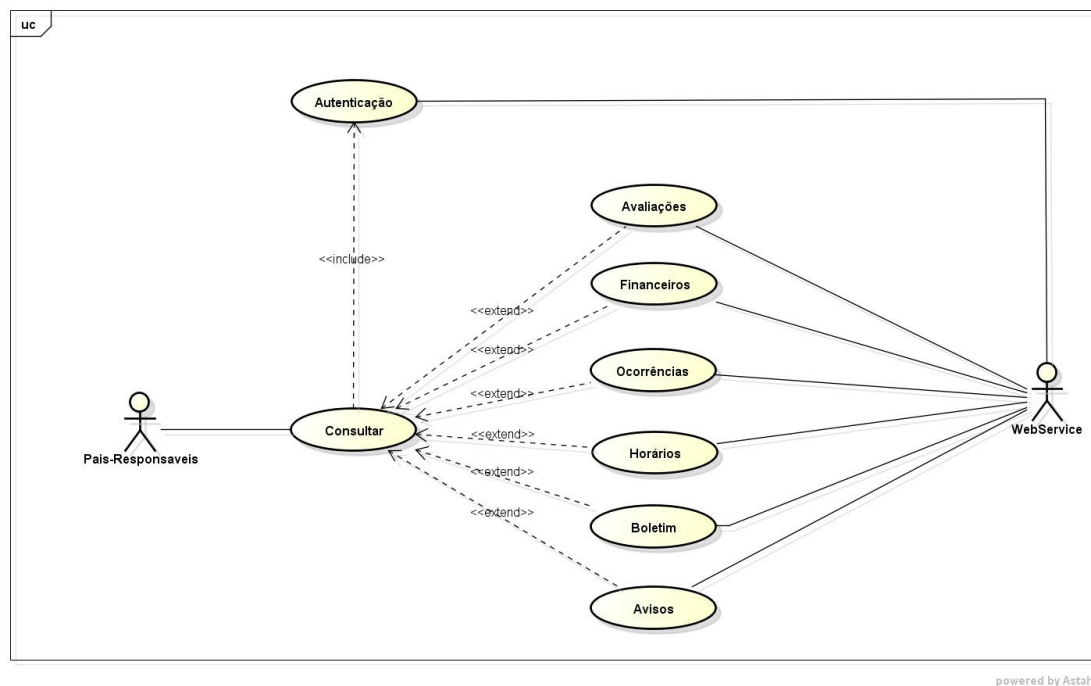 uc
Autenticação
Avaliações
<<include>>
Financeiros
<<extend>>
<<extend>>
Ocorrências
<<extend>>
Pais-Responsaveis
Consultar
<<extend>>
WebService
Horários
<<extend>>
<<extend>>
Boletim
Avisos
powered by Astah